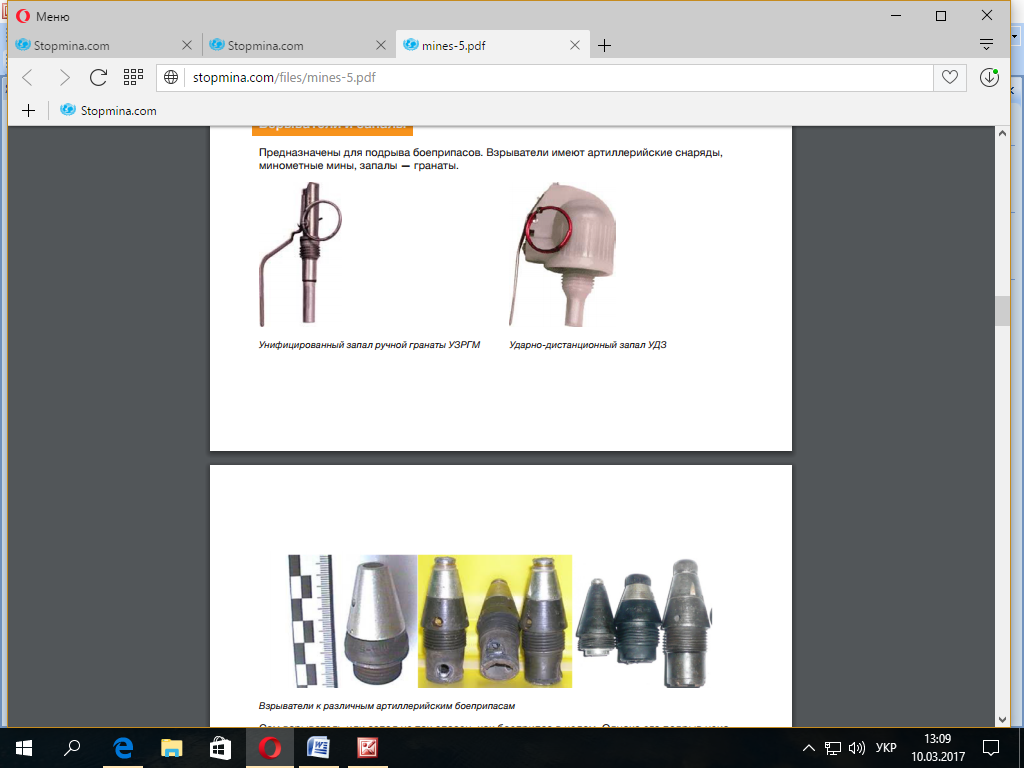 Меню
Stopmina.com
Stopmina.com
mines-5.pdf
stopmina.com/files/mines-5.pdf
Stopmina.com
Предназначены для подрыва боеприпасов. Взрыватели имеют артиллерийские снаряды,
минометные мины, запалы — гранаты.
Унифицированный запал ручной гранаты УЗРГМ
Ударно-дистанционный запал УДЗ
Взрыватели к различным артиллерийским боеприпасам
УКР
13:09
10.03.2017